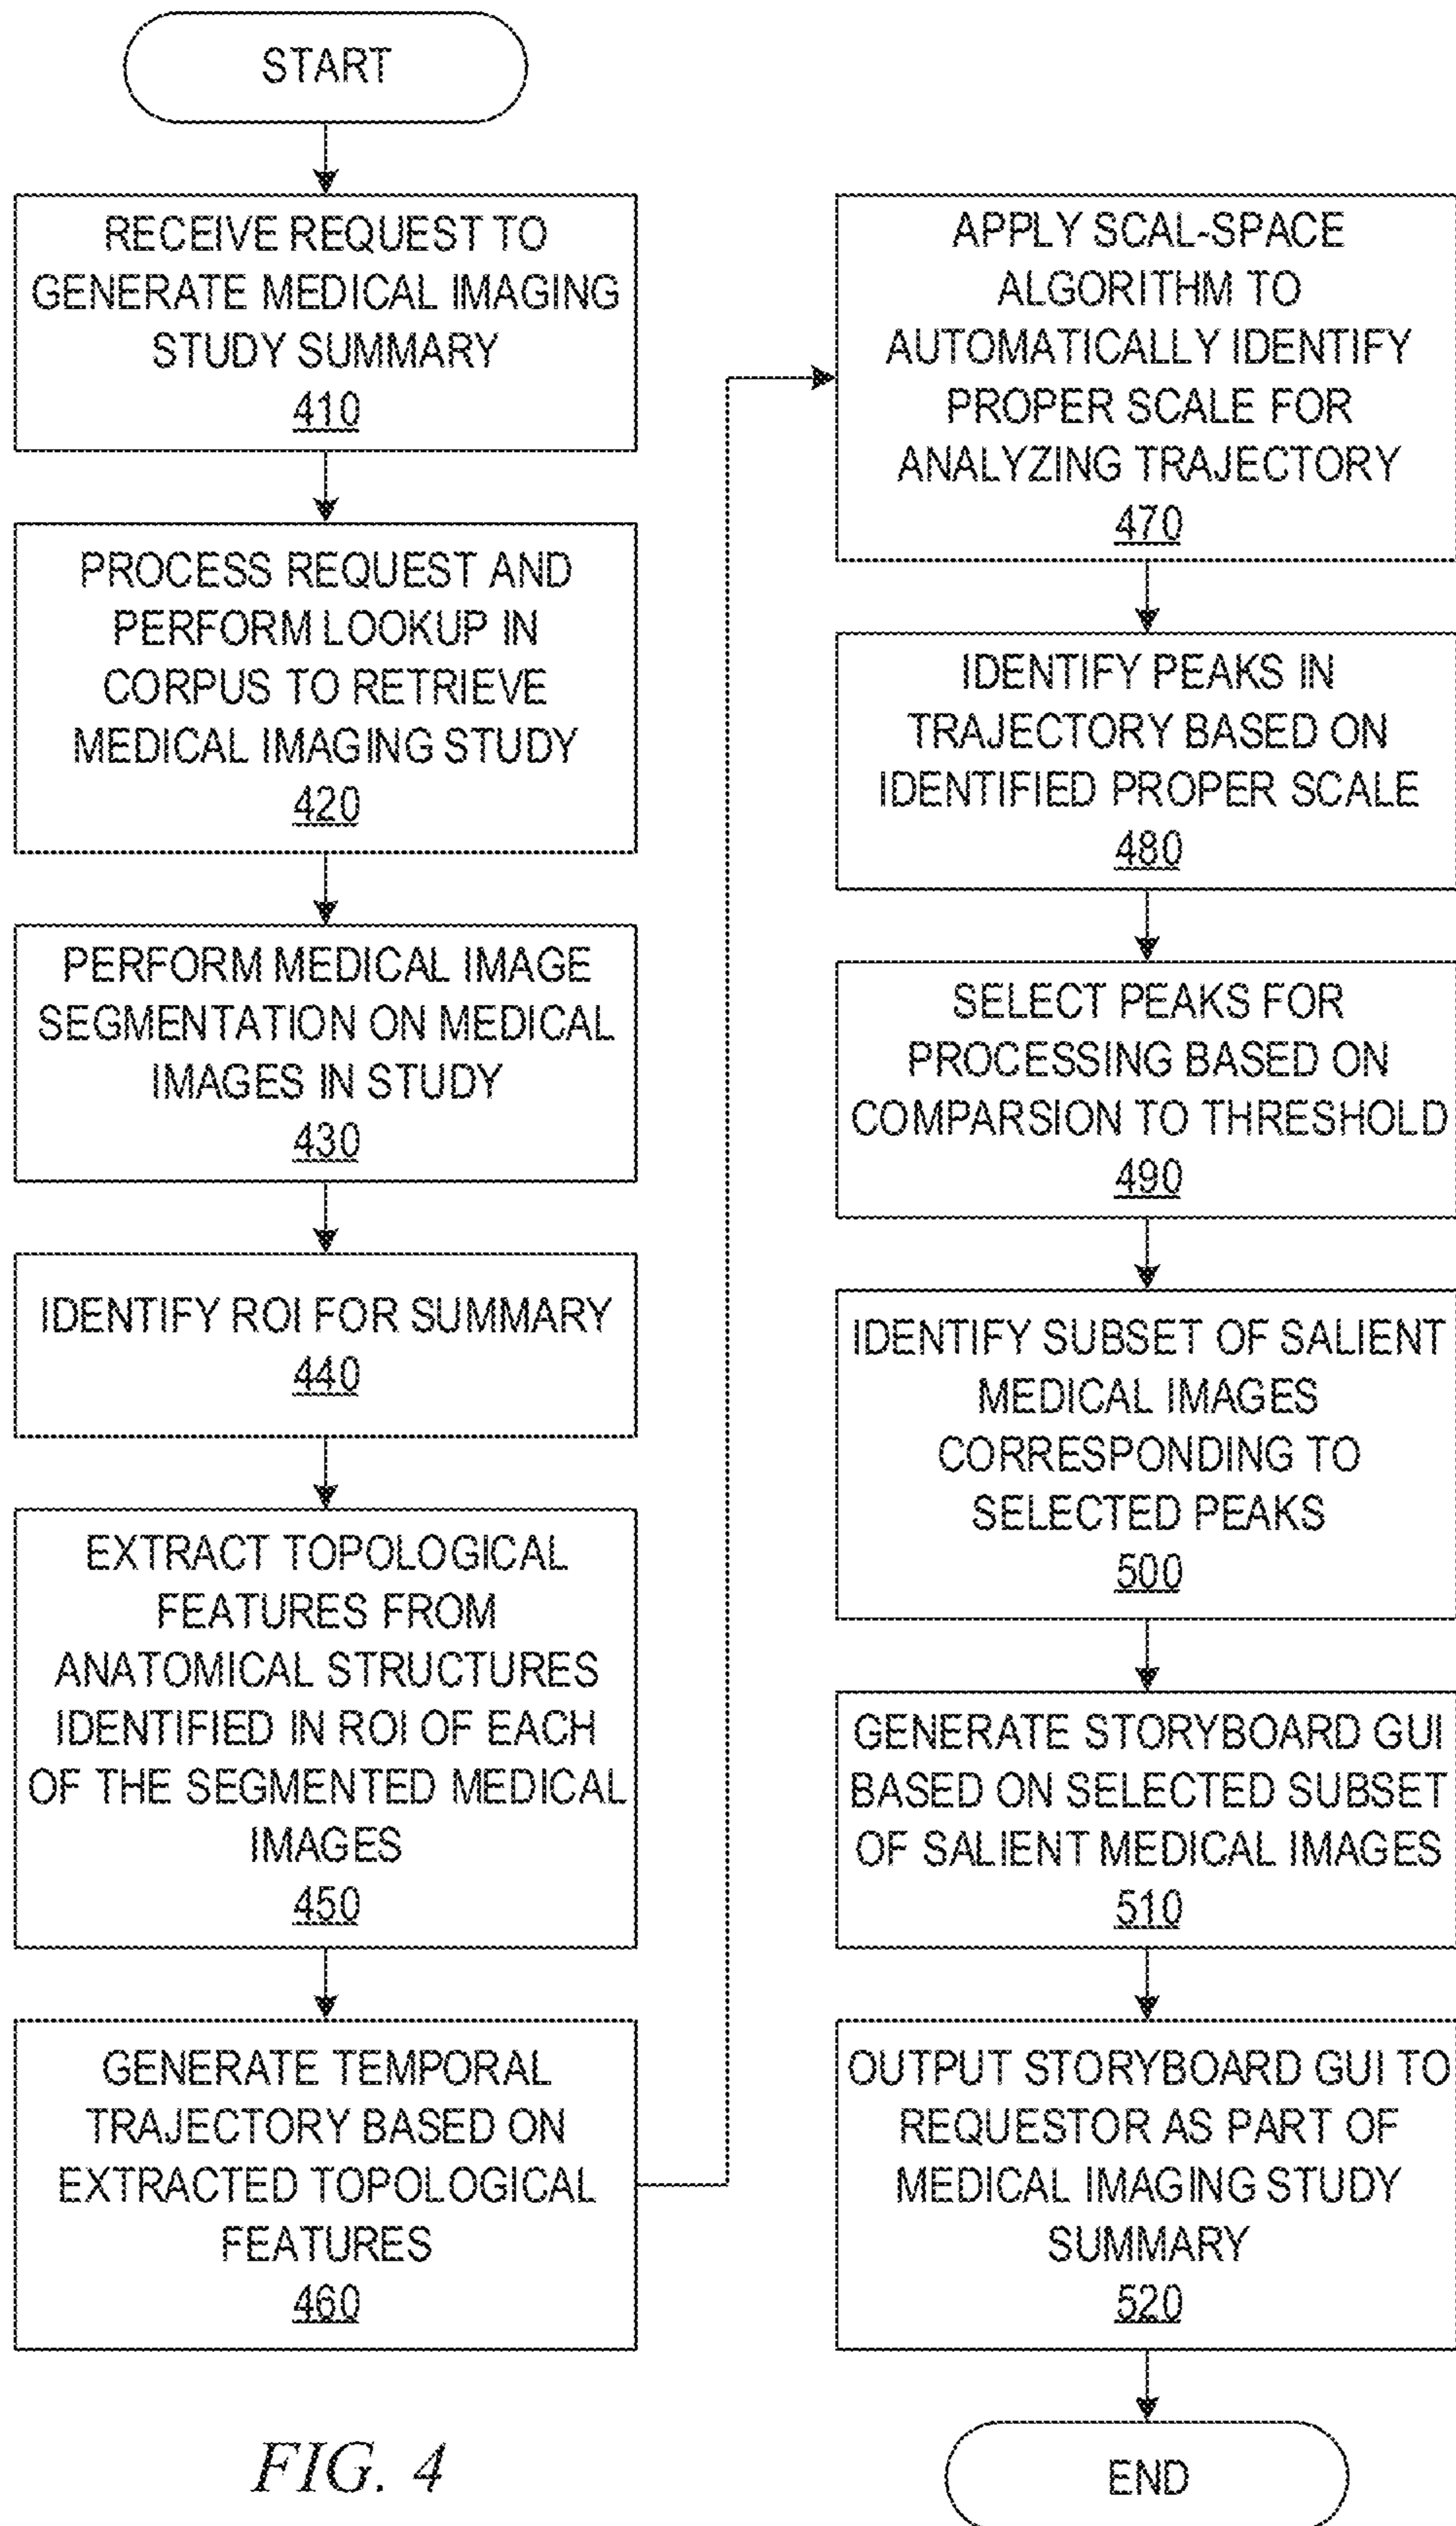 START
RECEIVE REQUEST TO
GENERATE MEDICAL IMAGING
STUDY SUMMARY
410
PROCESS REQUEST AND
PERFORM LOOKUP IN
CORPUS TO RETRIEVE
MEDICAL IMAGING STUDY
420
PERFORM MEDICAL IMAGE
SEGMENTATION ON MEDICAL
IMAGES IN STUDY
430
IDENTIFY ROI FOR SUMMARY
440
EXTRACT TOPOLOGICAL
FEATURES FROM
ANATOMICAL STRUCTURES
IDENTIFIED IN ROI OF EACH
OF THE SEGMENTED MEDICAL
IMAGES
450
GENERATE TEMPORAL
TRAJECTORY BASED ON
EXTRACTED TOPOLOGICAL
FEATURES
460
APPLY SCAL-SPACE
ALGORITHM TO
AUTOMATICALLY IDENTIFY
PROPER SCALE FOR
ANALYZING TRAJECTORY
470
IDENTIFY PEAKS IN
TRAJECTORY BASED ON
IDENTIFIED PROPER SCALE
480
SELECT PEAKS FOR
PROCESSING BASED ON
COMPARSION TO THRESHOLD
490
IDENTIFY SUBSET OF SALIENT
MEDICAL IMAGES
CORRESPONDING TO
SELECTED PEAKS
500
GENERATE STORYBOARD GUI
BASED ON SELECTED SUBSET
OF SALIENT MEDICAL IMAGES
510
OUTPUT STORYBOARD GUI TO
REQUESTOR AS PART OF
MEDICAL IMAGING STUDY
SUMMARY
520
END
FIG. 4